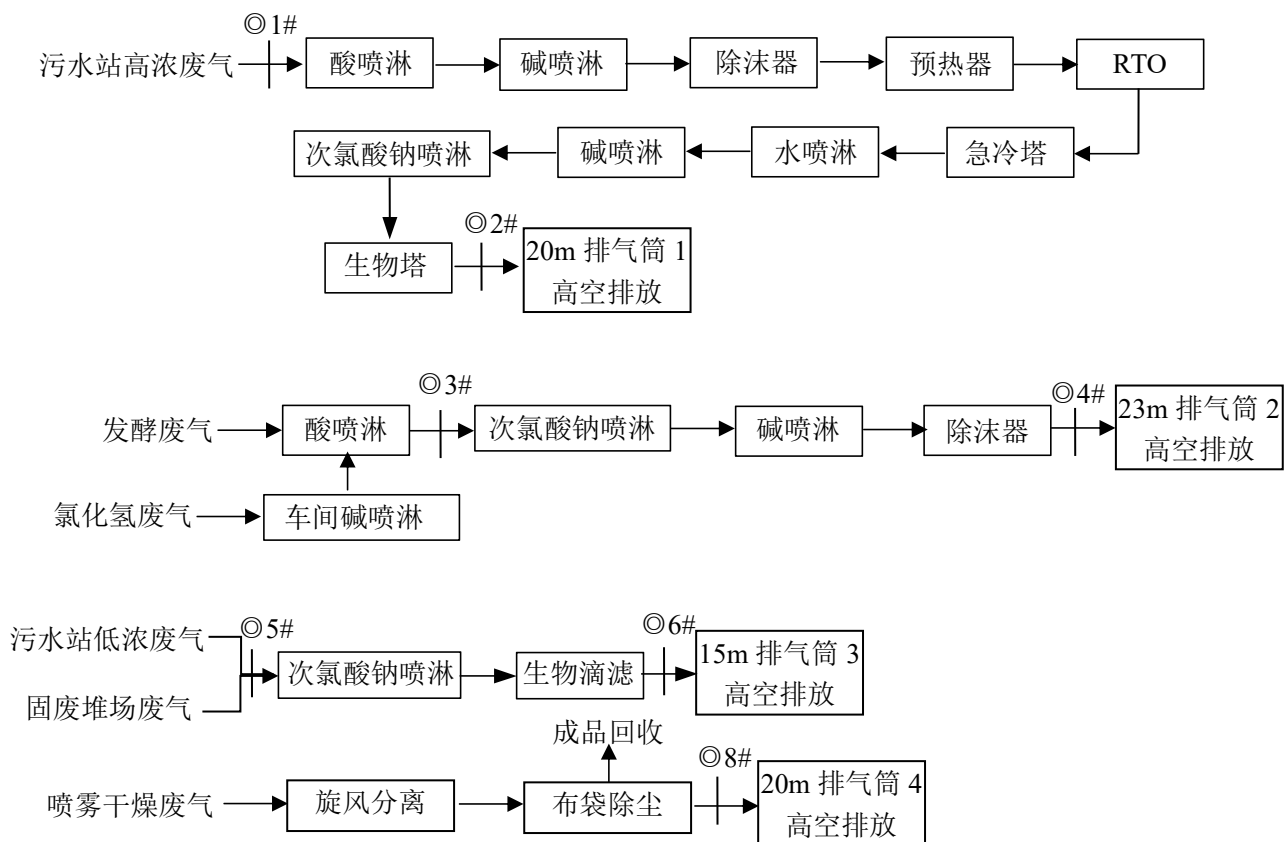 ◎1#
污水站高浓废气
酸喷淋
碱喷淋
除沫器
预热器
RTO
次氯酸钠喷淋
碱喷淋
水喷淋
急冷塔
◎2#
生物塔
20m 排气筒 1
高空排放
◎3#
◎4#
发酵废气
酸喷淋
次氯酸钠喷淋
碱喷淋
除沫器
23m 排气筒 2
高空排放
氯化氢废气
车间碱喷淋
污水站低浓废气
◎5#
◎6#
次氯酸钠喷淋
生物滴滤
15m 排气筒 3
高空排放
固废堆场废气
成品回收
◎8#
喷雾干燥废气
旋风分离
布袋除尘
20m 排气筒 4
高空排放